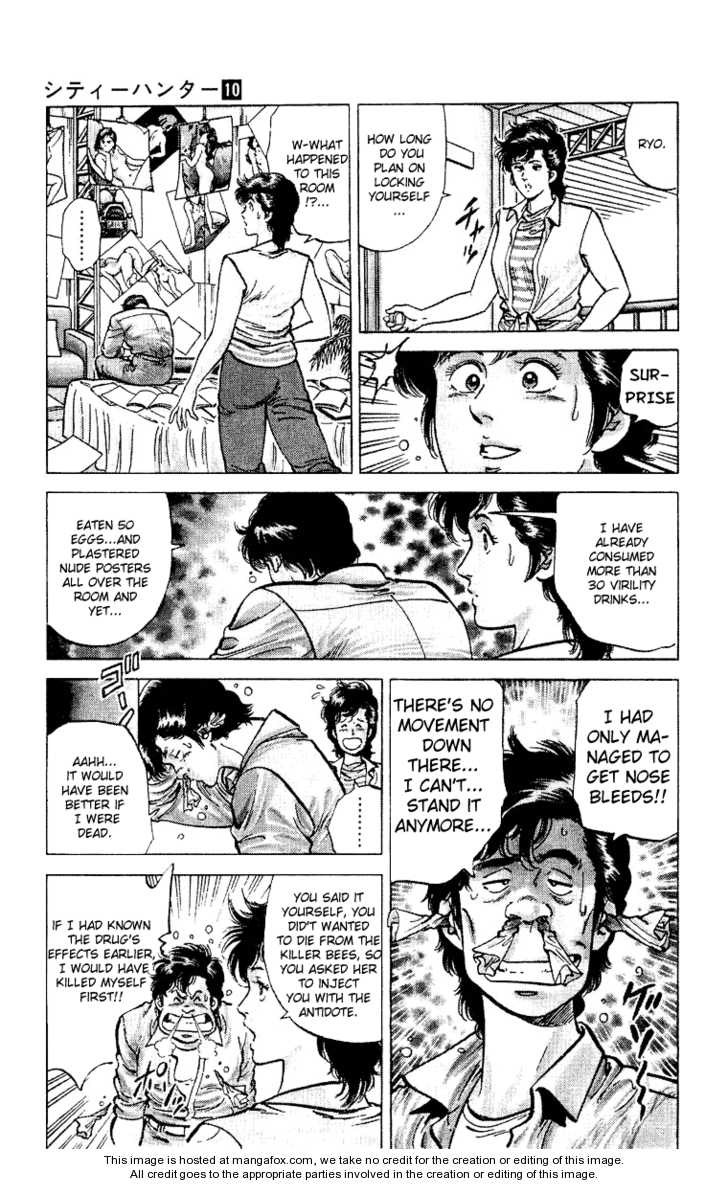 シティーハンター10
RYO.
HOW LONG
DO YOU
PLAN ON
LOCKING
YOURSELF
...
ガチャッ
W-WHAT
HAPPENED
TO THIS
ROOM
!?...
........
SUR-
PRISE
I HAVE
ALREADY
CONSUMED
MORE THAN
30 VIRILITY
DRINKS...
EATEN 50
EGGS...AND
PLASTERED
NUDE POSTERS
ALL OVER THE
ROOM AND
YET...
I HAD
ONLY MA-
NAGED TO
GET NOSE
BLEEDS!!
THERE'S NO
MOVEMENT
DOWN
THERE...
I CAN'T...
STAND IT
ANYMORE...
........
AAHH...
IT WOULD
HAVE BEEN
BETTER IF
I WERE
DEAD.
YOU SAID IT
YOURSELF, YOU
DID'T WANTED
TO DIE FROM THE
KILLER BEES, SO
YOU ASKED HER
TO INJECT
YOU WITH THE
ANTIDOTE.
IF I HAD KNOWN
THE DRUG'S
EFFECTS EARLIER,
I WOULD HAVE
KILLED MYSELF
FIRST!!
This image is hosted at mangafox.com, we take no credit for the creation or editing of this image.
All credit goes to the appropriate parties involved in the creation or editing of this image.